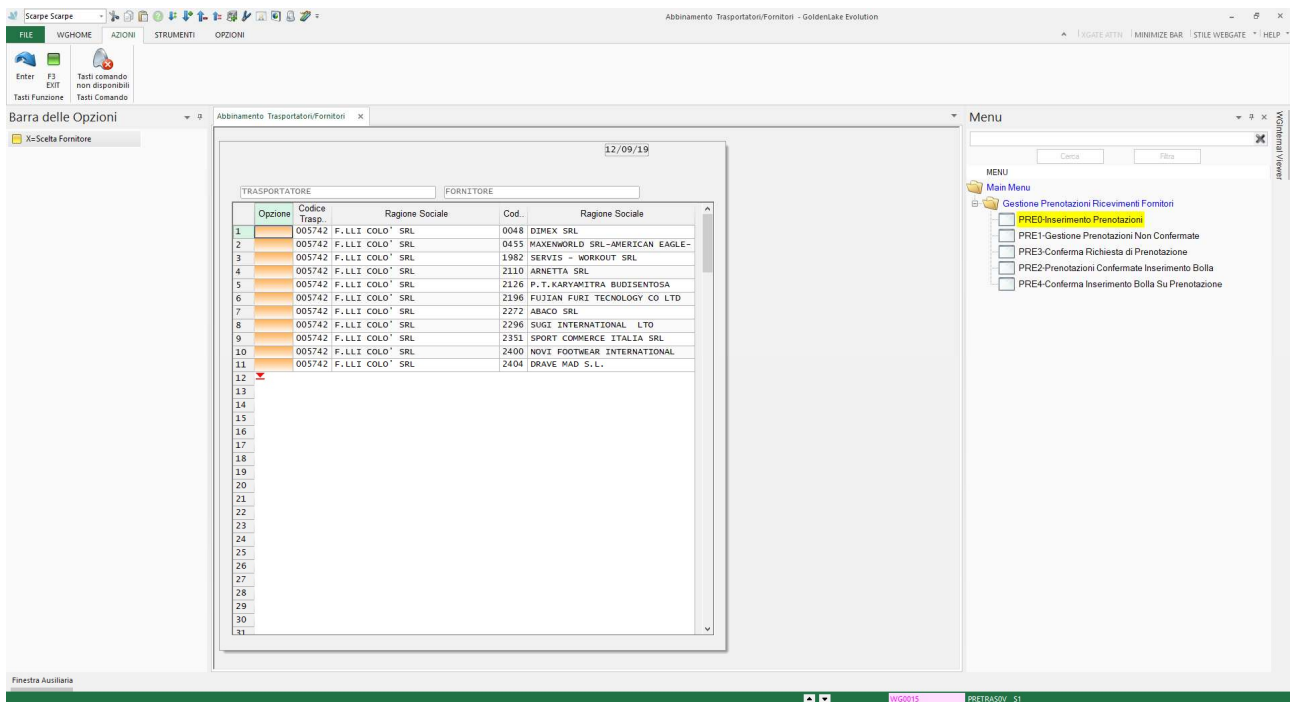 Scarpe Scarpe
Abbinamento Trasportatori/Fornitori - GoldenLake Evolution
FILE WGHOME AZIONI STRUMENTI OPZIONI
XGATE ATTN MINIMIZE BAR STILE WEBGATE HELP
Enter F3 EXIT Tasti comando non disponibili
Tasti Funzione Tasti Comando
Barra delle Opzioni
X=Scelta Fornitore
Abbinamento Trasportatori/Fornitori x
12/09/19
TRASPORTATORE FORNITORE
Opzione Codice Trasp.. Ragione Sociale Cod.. Ragione Sociale
1 005742 F.LLI COLO' SRL 0048 DIMEX SRL
2 005742 F.LLI COLO' SRL 0455 MAXENWORLD SRL-AMERICAN EAGLE-
3 005742 F.LLI COLO' SRL 1982 SERVIS - WORKOUT SRL
4 005742 F.LLI COLO' SRL 2110 ARNETTA SRL
5 005742 F.LLI COLO' SRL 2126 P.T.KARYAMITRA BUDISENTOSA
6 005742 F.LLI COLO' SRL 2196 FUJIAN FURI TECNOLOGY CO LTD
7 005742 F.LLI COLO' SRL 2272 ABACO SRL
8 005742 F.LLI COLO' SRL 2296 SUGI INTERNATIONAL LTO
9 005742 F.LLI COLO' SRL 2351 SPORT COMMERCE ITALIA SRL
10 005742 F.LLI COLO' SRL 2400 NOVI FOOTWEAR INTERNATIONAL
11 005742 F.LLI COLO' SRL 2404 DRAVE MAD S.L.
12
13
14
15
16
17
18
19
20
21
22
23
24
25
26
27
28
29
30
31
Menu
Cerca Filtra
MENU
Main Menu
Gestione Prenotazioni Ricevimenti Fornitori
PRE0-Inserimento Prenotazioni
PRE1-Gestione Prenotazioni Non Confermate
PRE3-Conferma Richiesta di Prenotazione
PRE2-Prenotazioni Confermate Inserimento Bolla
PRE4-Conferma Inserimento Bolla Su Prenotazione
WGInternal Viewer
Finestra Ausiliaria
WG0015 PRETRAS0V S1